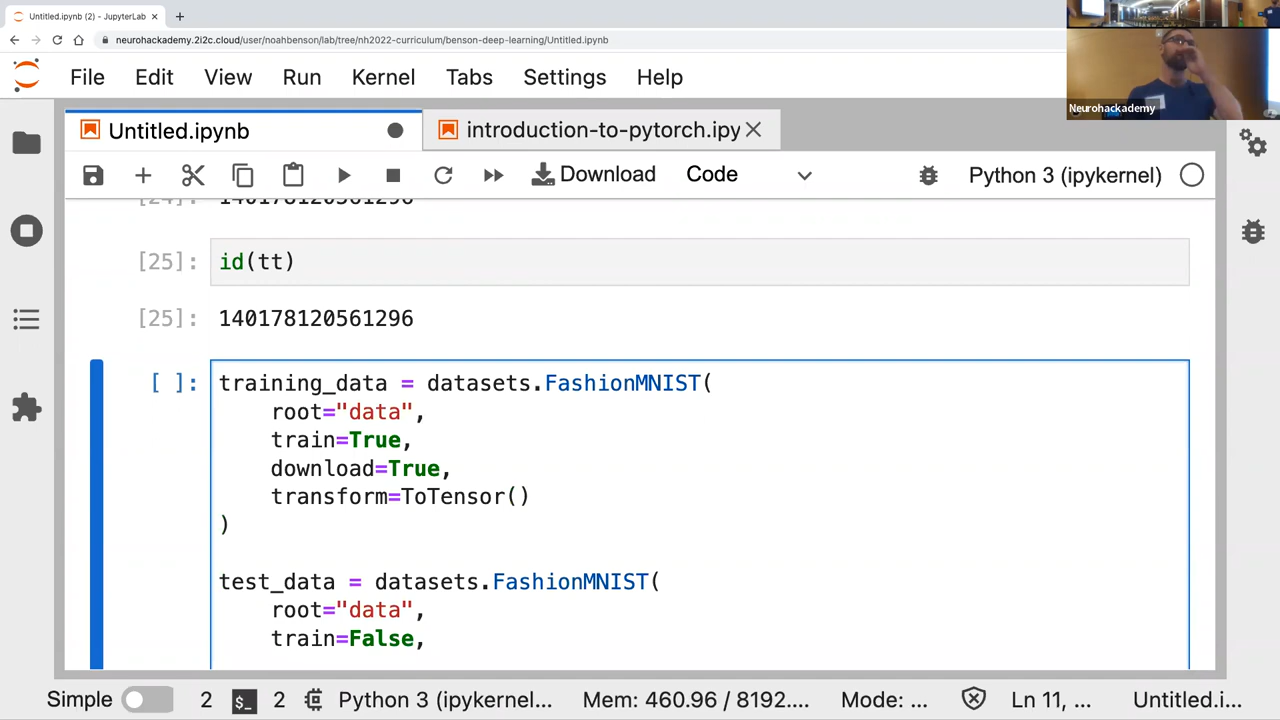 Untitled.ipynb (2) - JupyterLab
neurohackademy.2i2c.cloud/user/noahbenson/lab/tree/nh2022-curriculum/benson-deep-learning/Untitled.ipynb
File Edit View Run Kernel Tabs Settings Help
Neurohackademy
Untitled.ipynb introduction-to-pytorch.ipy
Download Code Python 3 (ipykernel)
[24]: 140178120561296
[25]: id(tt)
[25]: 140178120561296
[ ]: training_data = datasets.FashionMNIST(
root="data",
train=True,
download=True,
transform=ToTensor()
)
test_data = datasets.FashionMNIST(
root="data",
train=False,
Simple 2 $_ 2 Python 3 (ipykernel... Mem: 460.96 / 8192.... Mode: ... Ln 11, ... Untitled.i...